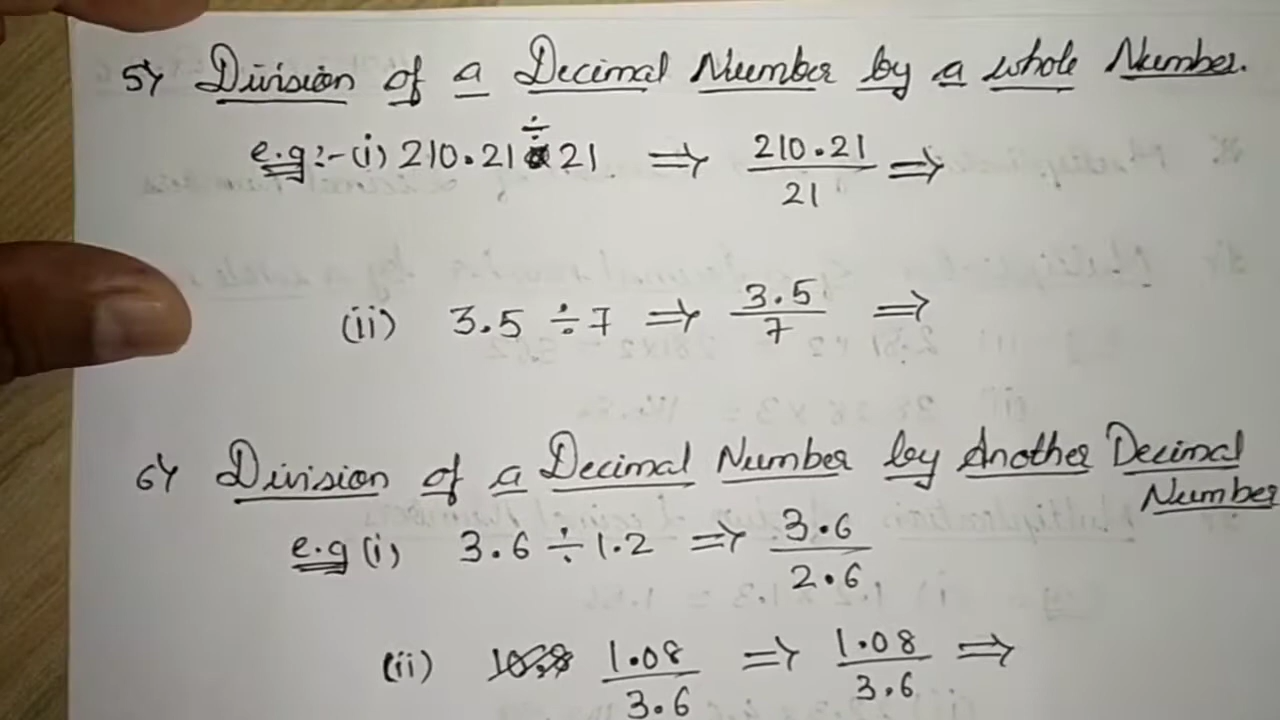 5) Division of a Decimal Number by a whole Number.
e.g:- (i) 210.21 ÷ 21 ⇒ 210.21/21 ⇒
(ii) 3.5 ÷ 7 ⇒ 3.5/7 ⇒
6) Division of a Decimal Number by Another Decimal Number
e.g (i) 3.6 ÷ 1.2 ⇒ 3.6/2.6
(ii) 1.08/3.6 ⇒ 1.08/3.6 ⇒